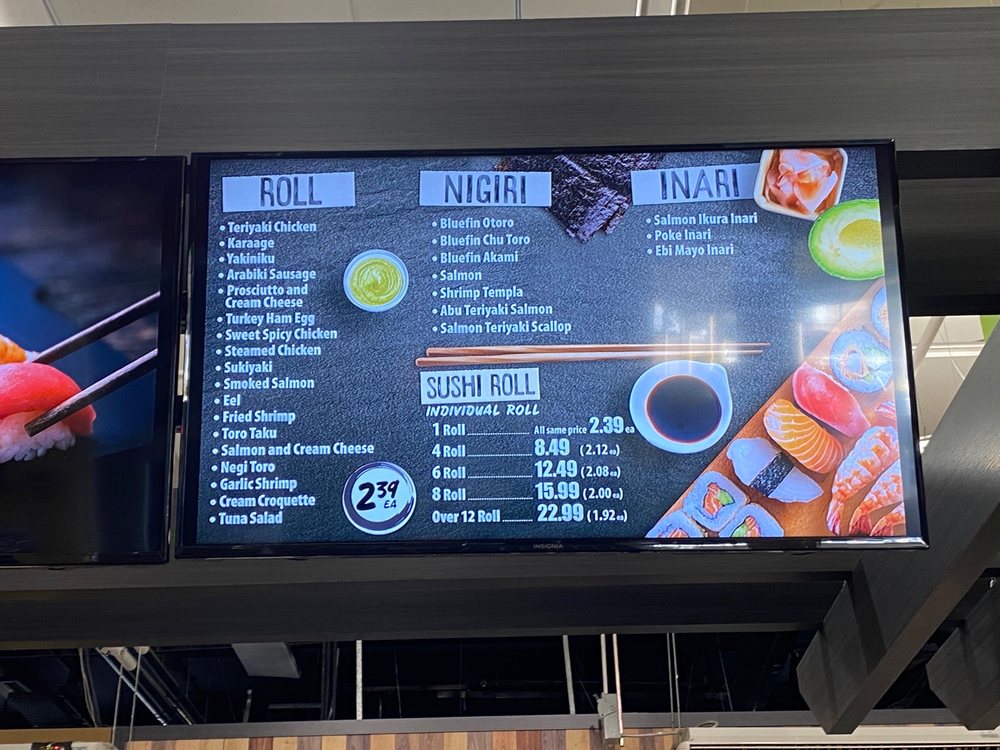 ROLL
• Teriyaki Chicken
• Karaage
• Yakiniku
• Arabiki Sausage
• Prosciutto and
Cream Cheese
• Turkey Ham Egg
• Sweet Spicy Chicken
• Steamed Chicken
• Sukiyaki
• Smoked Salmon
• Eel
• Fried Shrimp
• Toro Taku
• Salmon and Cream Cheese
• Negi Toro
• Garlic Shrimp
• Cream Croquette
• Tuna Salad
2 39
EA
NIGIRI
• Bluefin Otoro
• Bluefin Chu Toro
• Bluefin Akami
• Salmon
• Shrimp Templa
• Abu Teriyaki Salmon
• Salmon Teriyaki Scallop
INARI
• Salmon Ikura Inari
• Poke Inari
• Ebi Mayo Inari
SUSHI ROLL
INDIVIDUAL ROLL
1 Roll All same price 2.39 ea
4 Roll 8.49 (2.12 ea)
6 Roll 12.49 (2.08 ea)
8 Roll 15.99 (2.00 ea)
Over 12 Roll 22.99 (1.92 ea)
INSIGNIA